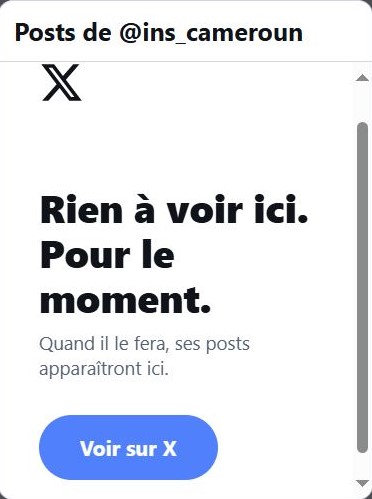 Posts de @ins_cameroun
Rien à voir ici.
Pour le
moment.
Quand il le fera, ses posts
apparaîtront ici.
Voir sur X